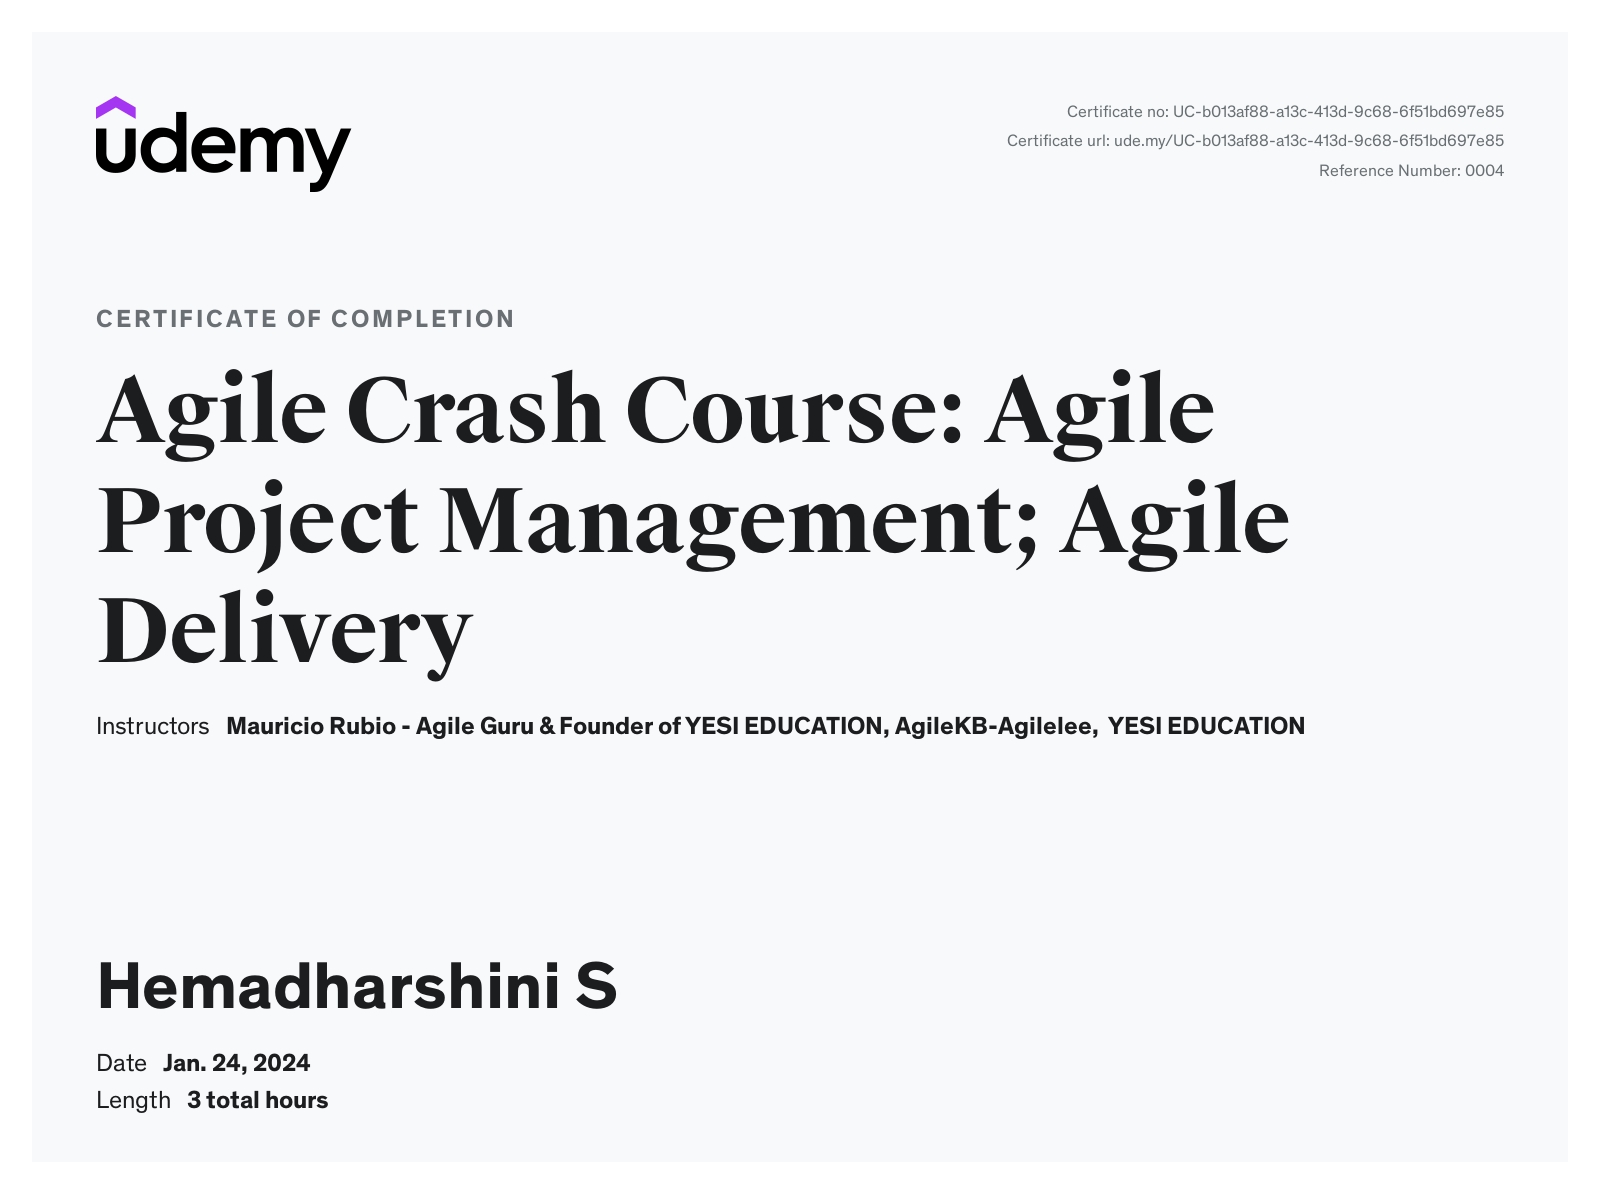 udemy
Certificate no: UC-b013af88-a13c-413d-9c68-6f51bd697e85
Certificate url: ude.my/UC-b013af88-a13c-413d-9c68-6f51bd697e85
Reference Number: 0004
CERTIFICATE OF COMPLETION
Agile Crash Course: Agile
Project Management; Agile
Delivery
Instructors Mauricio Rubio - Agile Guru & Founder of YESI EDUCATION, AgileKB-Agilelee, YESI EDUCATION
Hemadharshini S
Date Jan. 24, 2024
Length 3 total hours